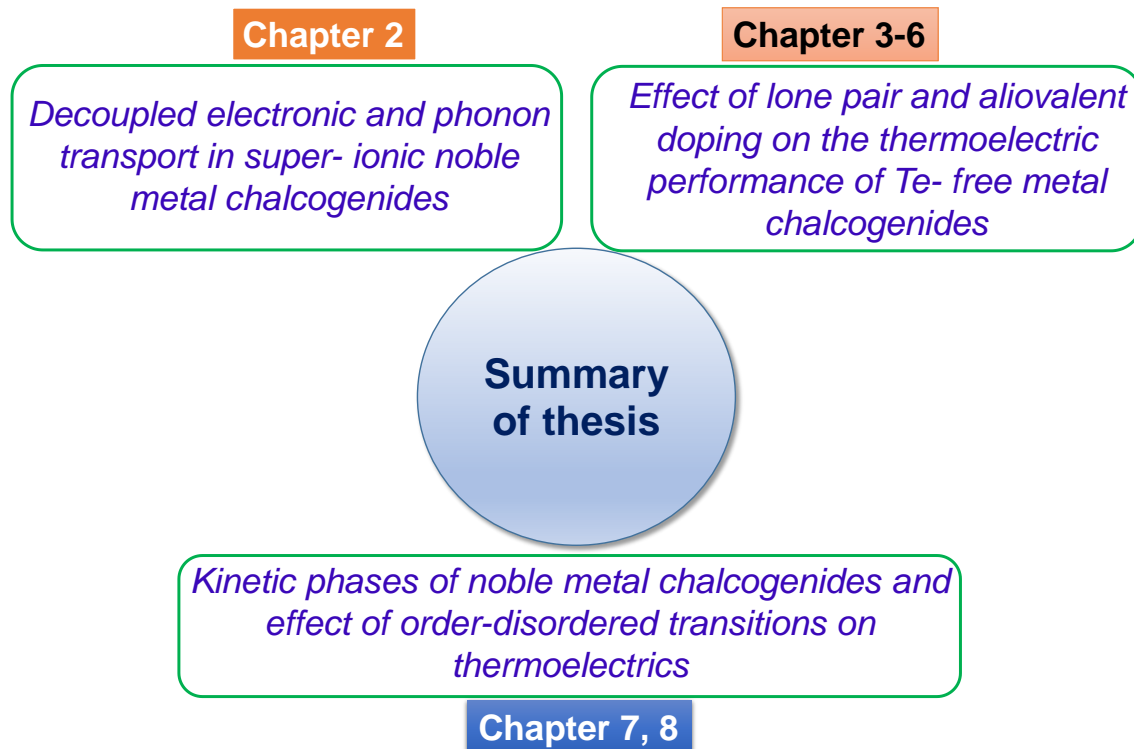 Chapter 2
Decoupled electronic and phonon
transport in super- ionic noble
metal chalcogenides
Chapter 3-6
Effect of lone pair and aliovalent
doping on the thermoelectric
performance of Te- free metal
chalcogenides
Summary
of thesis
Kinetic phases of noble metal chalcogenides and
effect of order-disordered transitions on
thermoelectrics
Chapter 7, 8